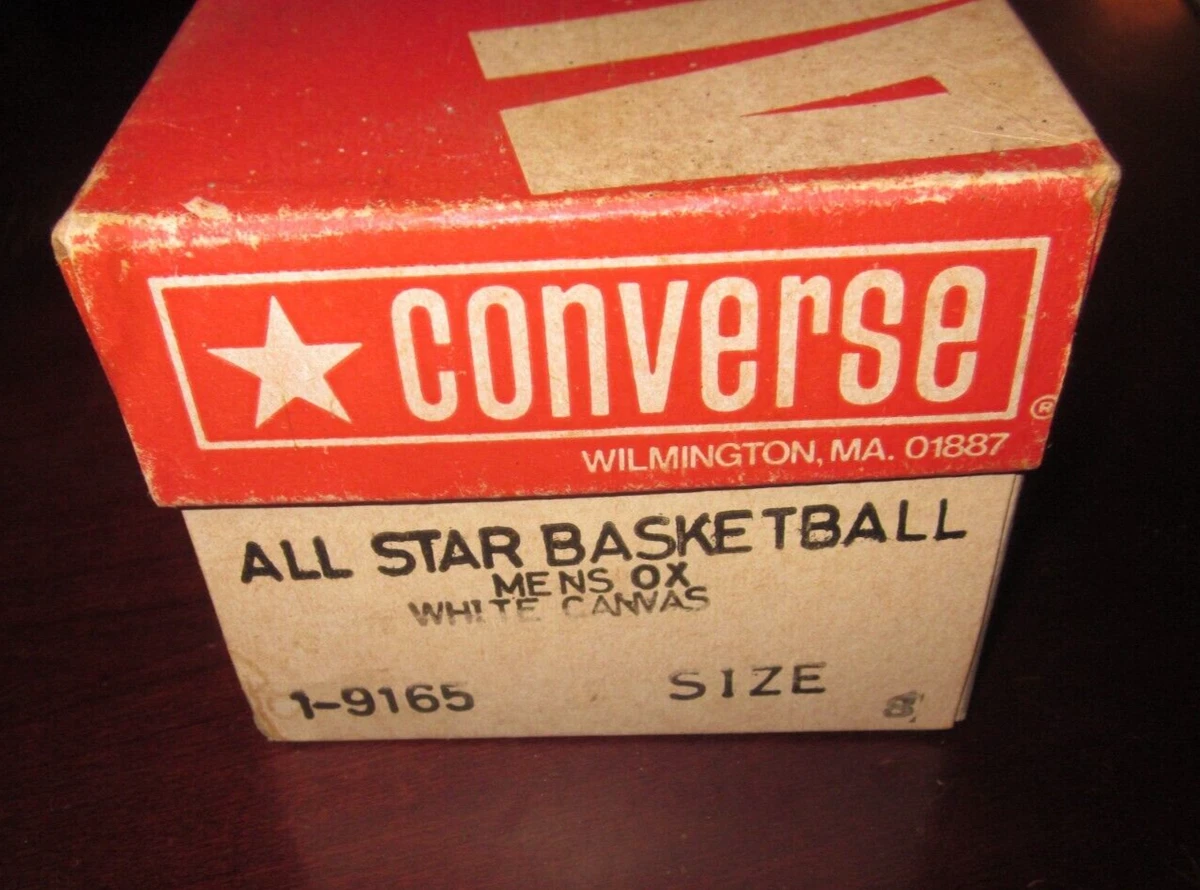 ★ converse ®
WILMINGTON, MA. 01887
ALL STAR BASKETBALL
MENS OX
WHITE CANVAS
1-9165 SIZE 8